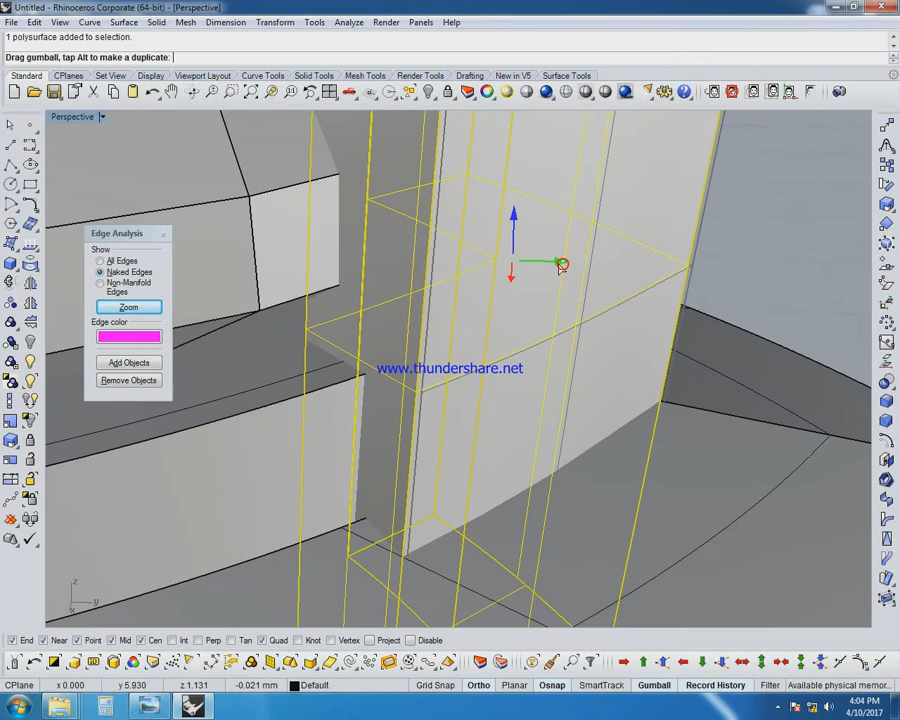 Untitled - Rhinoceros Corporate (64-bit) - [Perspective]
File Edit View Curve Surface Solid Mesh Dimension Transform Tools Analyze Render Panels Help
1 polysurface added to selection.
Drag gumball, tap Alt to make a duplicate:
Standard CPlanes Set View Display Viewport Layout Curve Tools Solid Tools Mesh Tools Render Tools Drafting New in V5 Surface Tools
Perspective
Edge Analysis
Show
All Edges
Naked Edges
Non-Manifold
Edges
Zoom
Edge color
Add Objects
Remove Objects
www.thundershare.net
z
y
x
End Near Point Mid Cen Int Perp Tan Quad Knot Vertex Project Disable
CPlane x 0.000 y 5.930 z 1.131 -0.021 mm Default Grid Snap Ortho Planar Osnap SmartTrack Gumball Record History Filter Available physical memor...
4:04 PM
4/10/2017